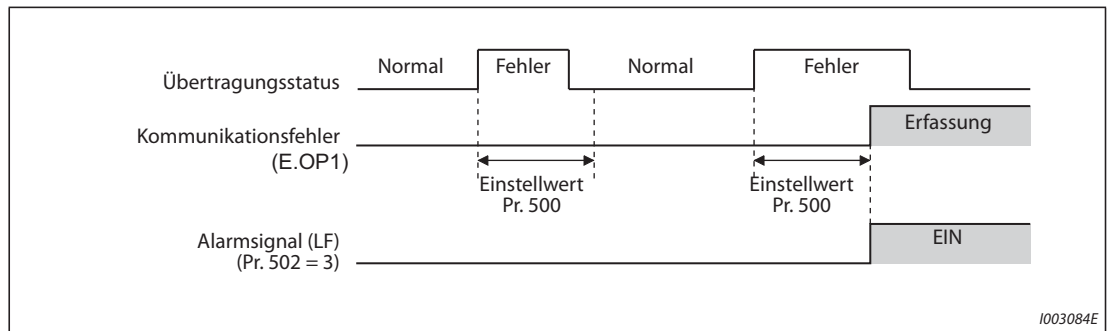 Normal Fehler Normal Fehler
Übertragungsstatus
Erfassung
Kommunikationsfehler
(E.OP1)
Einstellwert Einstellwert
Pr. 500 Pr. 500
EIN
Alarmsignal (LF)
(Pr. 502 = 3)
I003084E